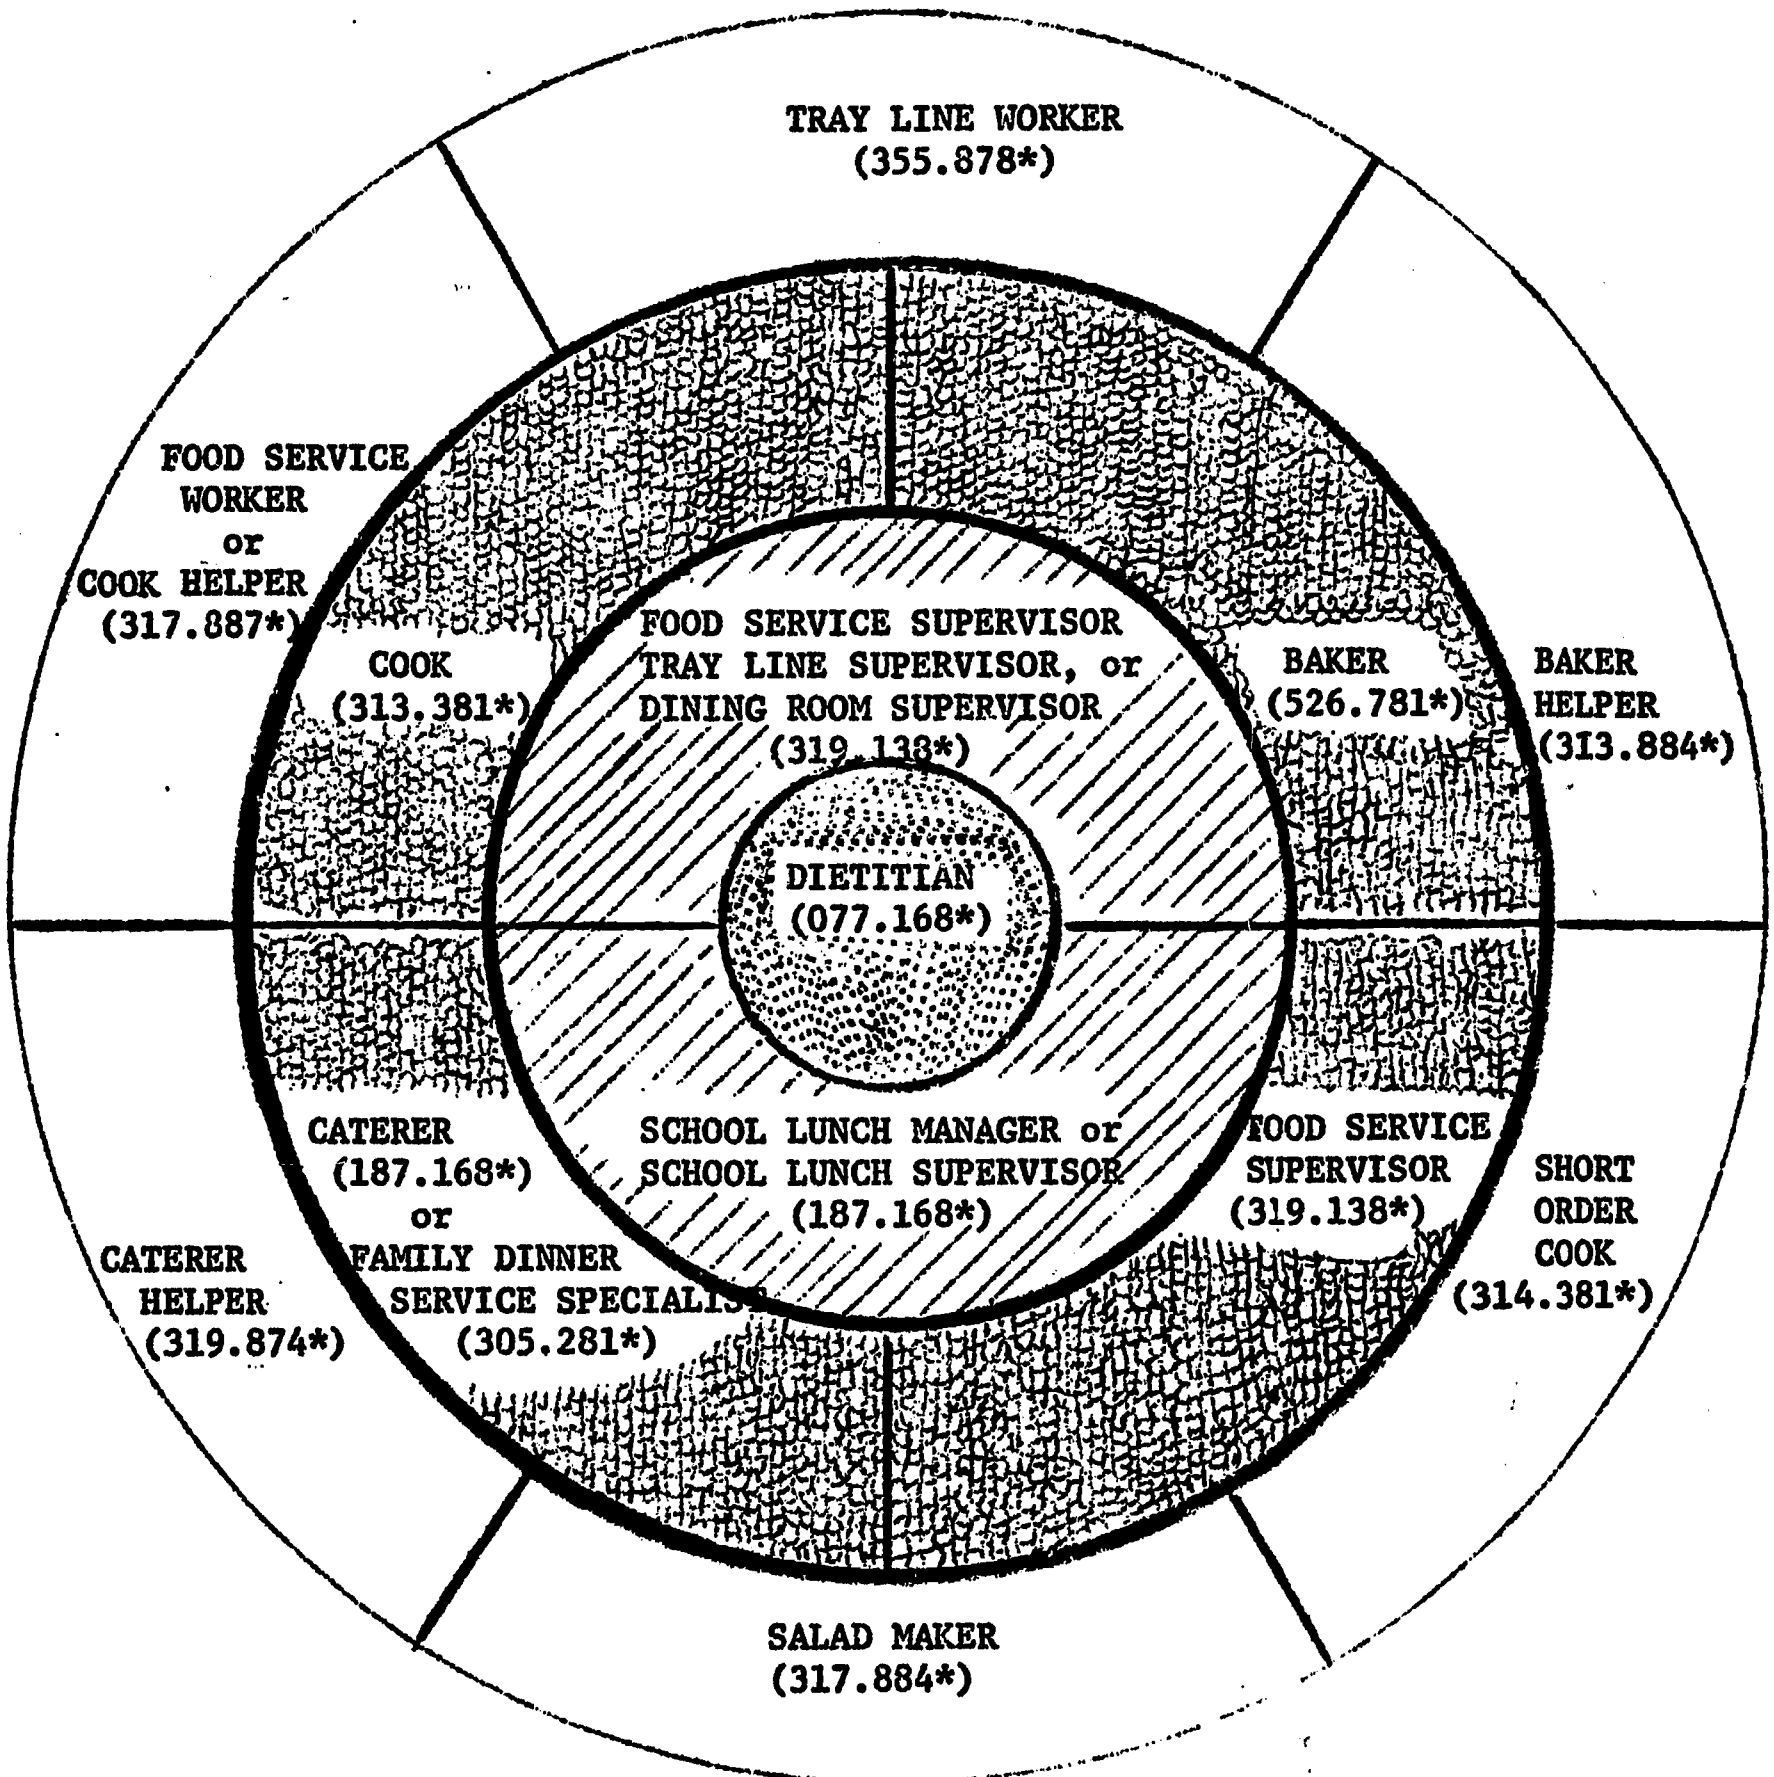 TRAY LINE WORKER
(355.878*)
FOOD SERVICE
WORKER
or
COOK HELPER
(317.887*)
COOK
(313.381*)
FOOD SERVICE SUPERVISOR
TRAY LINE SUPERVISOR, or
DINING ROOM SUPERVISOR
(319.138*)
BAKER
(526.781*)
BAKER
HELPER
(313.884*)
DIETITIAN
(077.168*)
CATERER
(187.168*)
or
FAMILY DINNER
SERVICE SPECIALIST
(305.281*)
SCHOOL LUNCH MANAGER or
SCHOOL LUNCH SUPERVISOR
(187.168*)
FOOD SERVICE
SUPERVISOR
(319.138*)
SHORT
ORDER
COOK
(314.381*)
CATERER
HELPER
(319.874*)
SALAD MAKER
(317.884*)